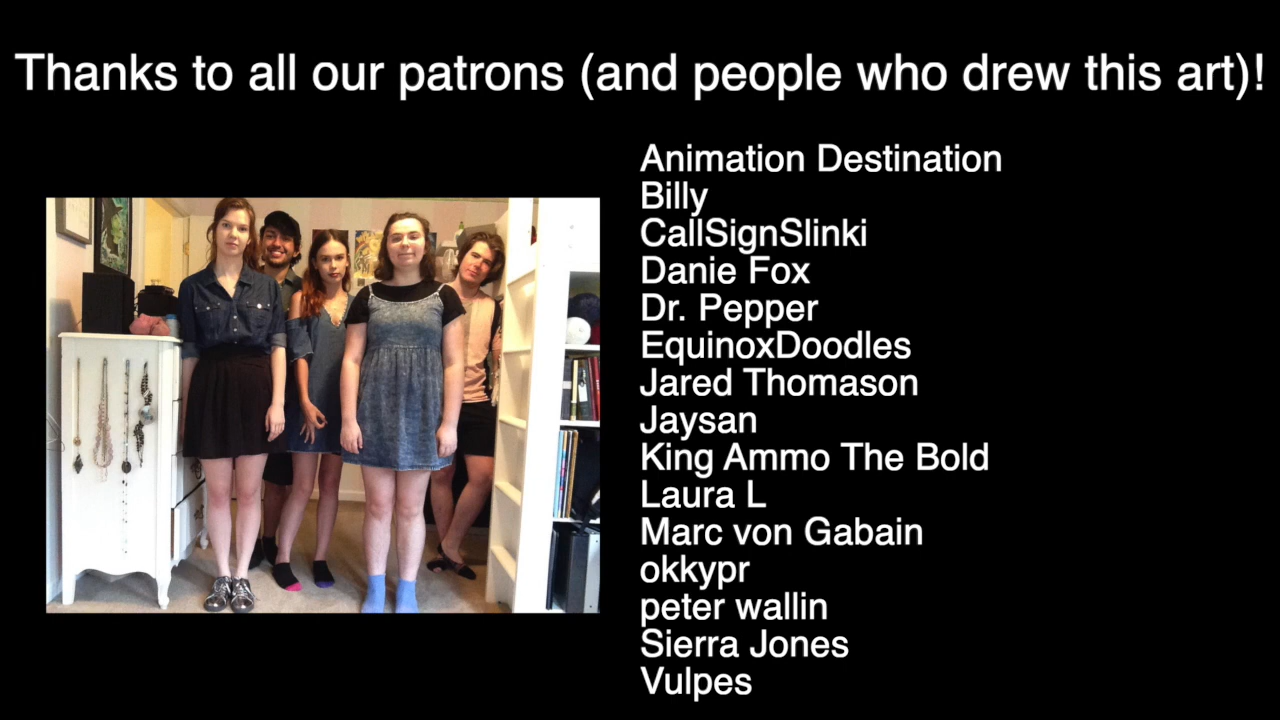 Thanks to all our patrons (and people who drew this art)!
Animation Destination
Billy
CallSignSlinki
Danie Fox
Dr. Pepper
EquinoxDoodles
Jared Thomason
Jaysan
King Ammo The Bold
Laura L
Marc von Gabain
okkypr
peter wallin
Sierra Jones
Vulpes